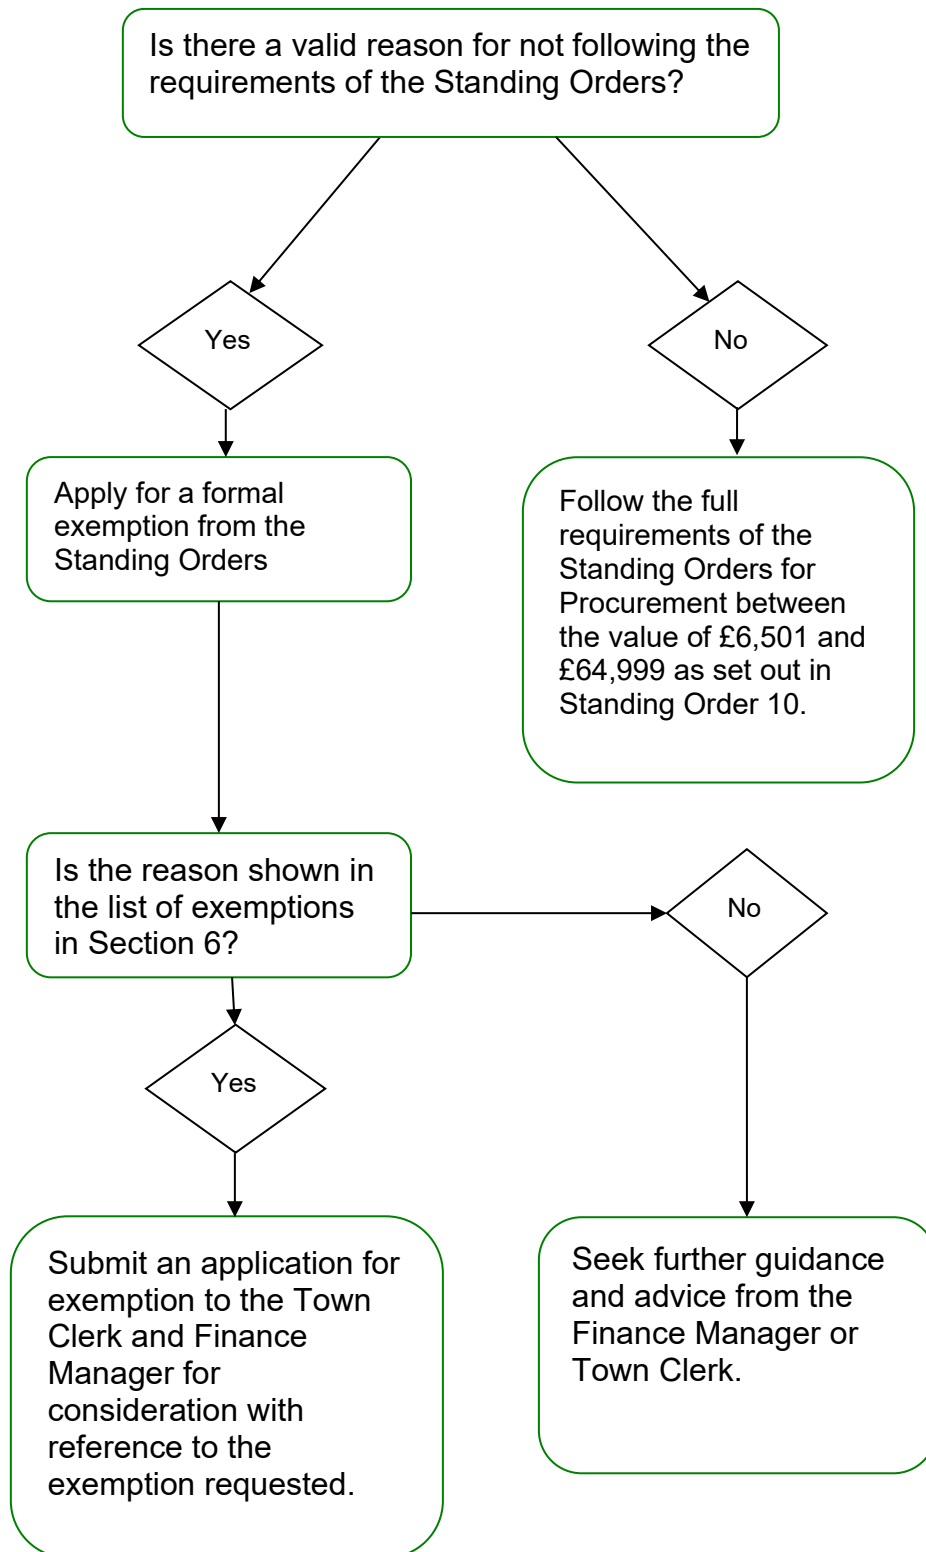 Is there a valid reason for not following the
requirements of the Standing Orders?
Yes
No
Apply for a formal
exemption from the
Standing Orders
Follow the full
requirements of the
Standing Orders for
Procurement between
the value of £6,501 and
£64,999 as set out in
Standing Order 10.
Is the reason shown in
the list of exemptions
in Section 6?
No
Yes
Submit an application for
exemption to the Town
Clerk and Finance
Manager for
consideration with
reference to the
exemption requested.
Seek further guidance
and advice from the
Finance Manager or
Town Clerk.